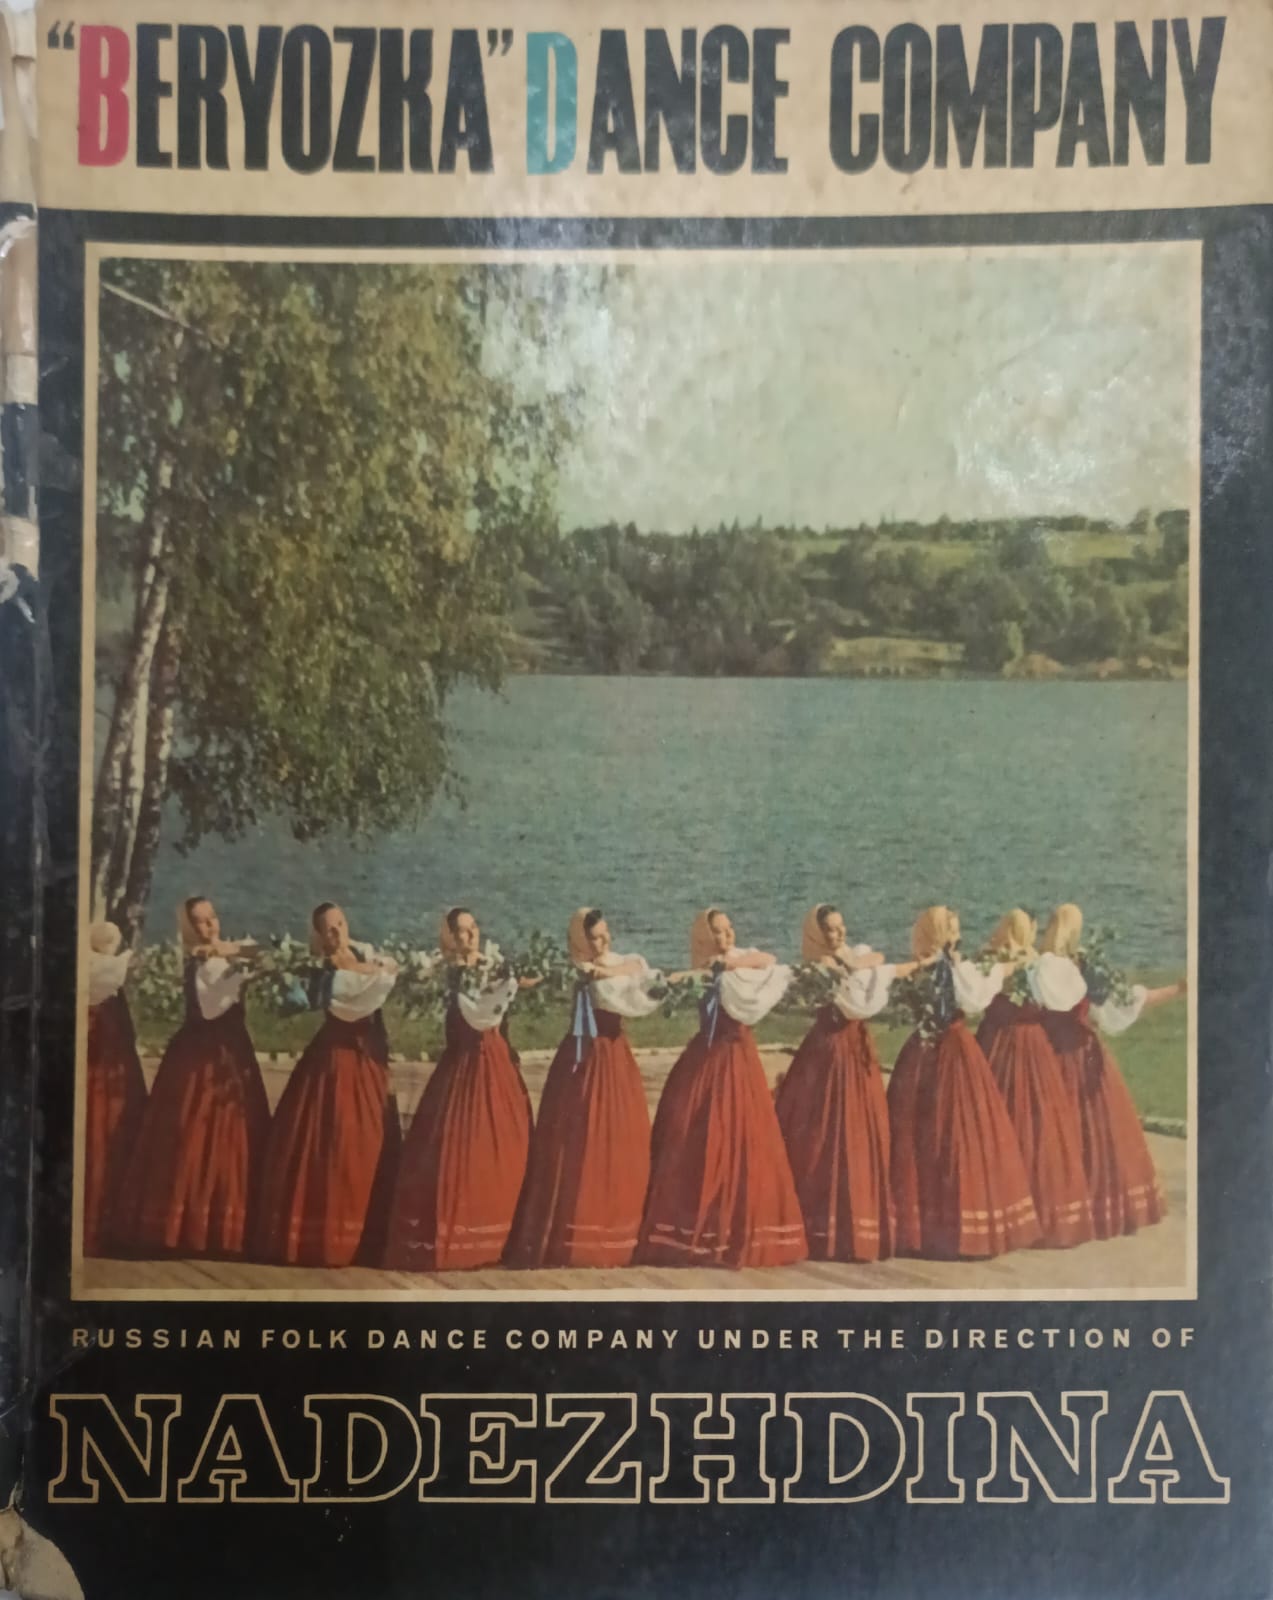 "BERYOZKA" DANCE COMPANY
RUSSIAN FOLK DANCE COMPANY UNDER THE DIRECTION OF
NADEZHDINA